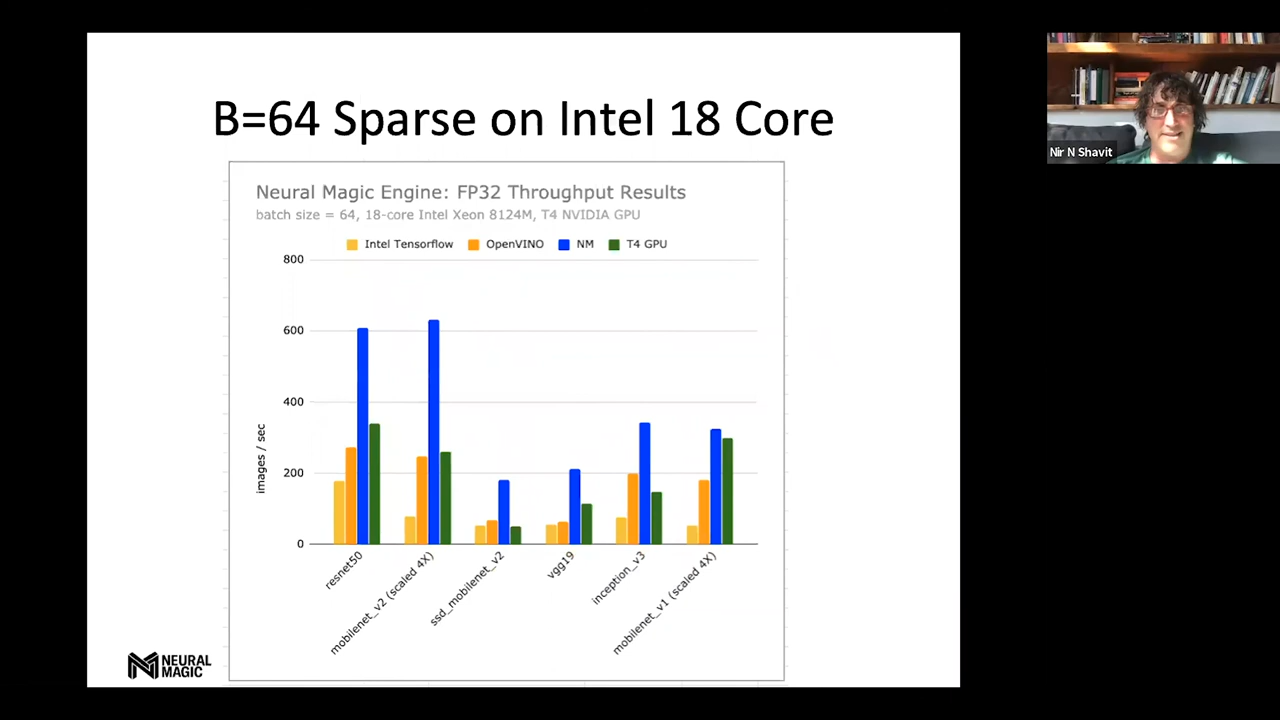 B=64 Sparse on Intel 18 Core
Neural Magic Engine: FP32 Throughput Results
batch size = 64, 18-core Intel Xeon 8124M, T4 NVIDIA GPU
Intel Tensorflow OpenVINO NM T4 GPU
800
600
400
200
0
images / sec
resnet50
mobilenet_v2 (scaled 4X)
ssd_mobilenet_v2
vgg19
inception_v3
mobilenet_v1 (scaled 4X)
NEURAL
MAGIC
Nir N Shavit